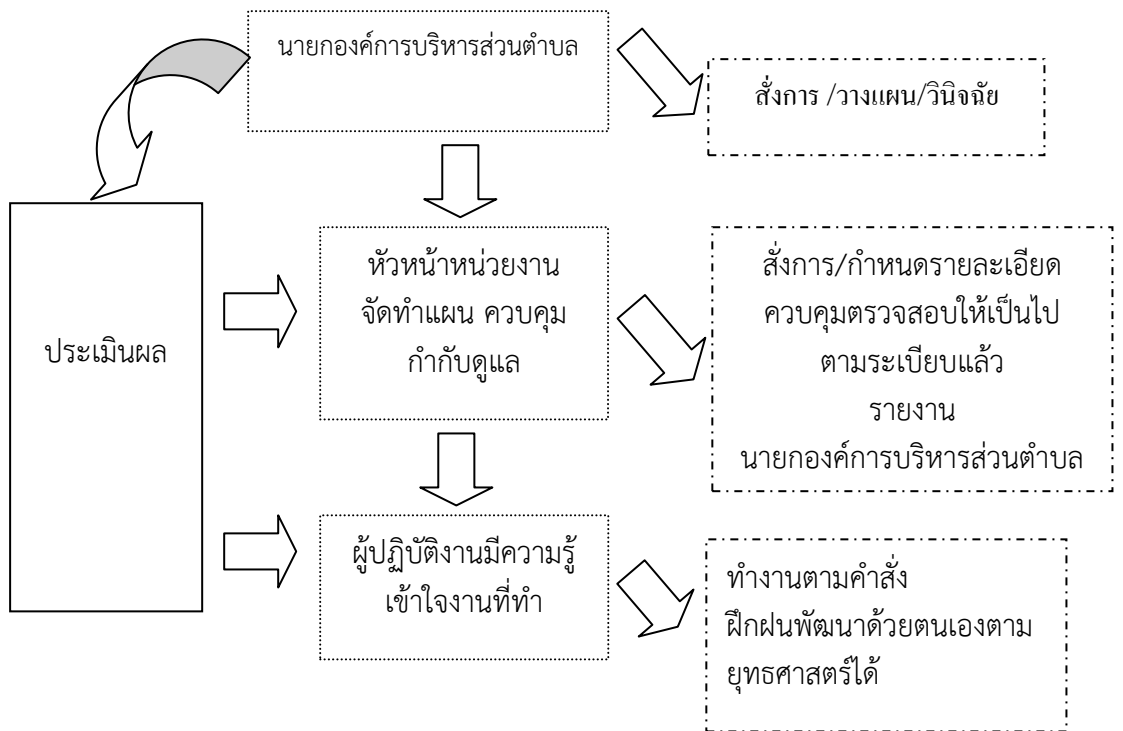 นายกองค์การบริหารส่วนตำบล
สั่งการ /วางแผน/วินิจฉัย
ประเมินผล
หัวหน้าหน่วยงาน
จัดทำแผน ควบคุม
กำกับดูแล
สั่งการ/กำหนดรายละเอียด
ควบคุมตรวจสอบให้เป็นไป
ตามระเบียบแล้ว
รายงาน
นายกองค์การบริหารส่วนตำบล
ผู้ปฏิบัติงานมีความรู้
เข้าใจงานที่ทำ
ทำงานตามคำสั่ง
ฝึกฝนพัฒนาด้วยตนเองตาม
ยุทธศาสตร์ได้